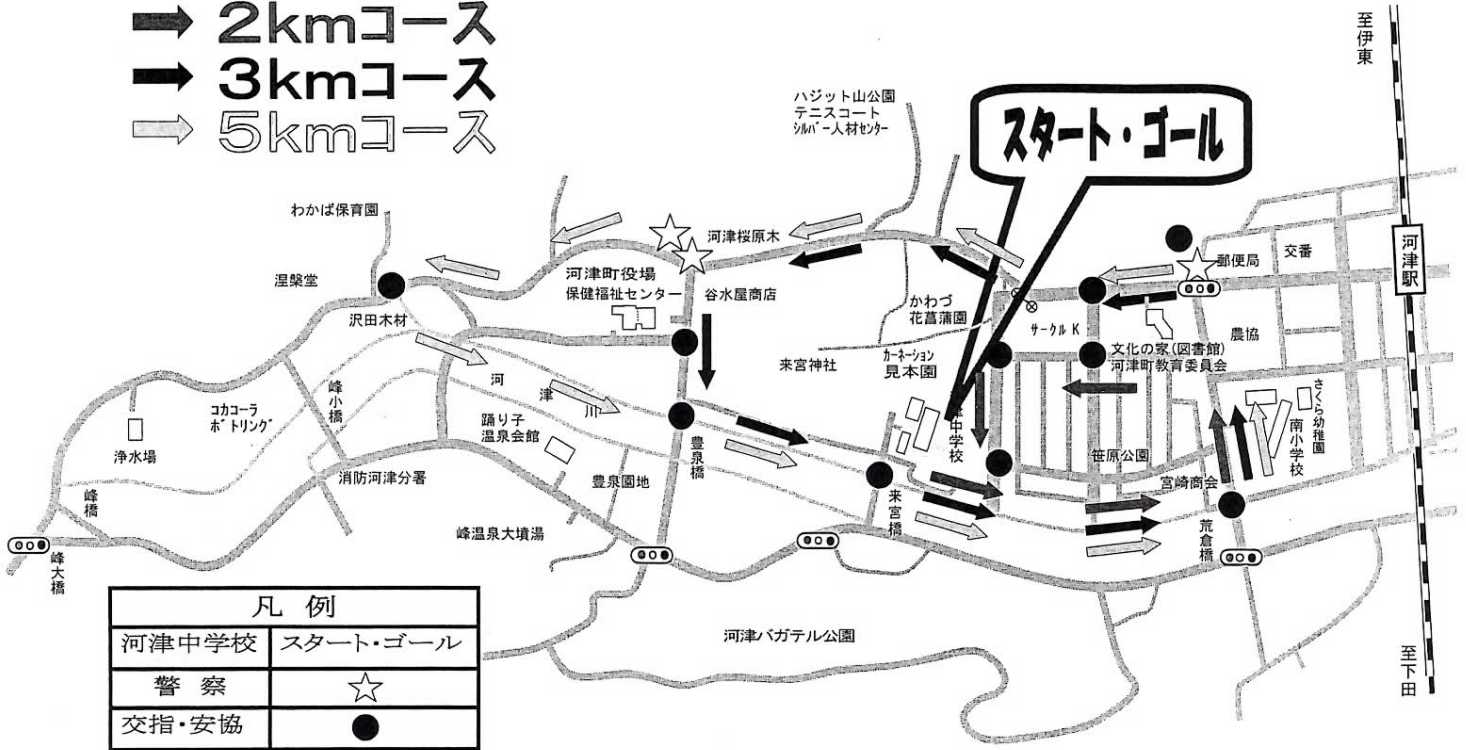 2kmコース
3kmコース
5kmコース
至伊東
ハジット山公園
テニスコート
シルバー人材センター
スタート・ゴール
わかば保育園
河津桜原木
郵便局
交番
河津駅
涅槃堂
河津町役場
保健福祉センター
谷水屋商店
かわづ
花菖蒲園
サークルK
農協
沢田木材
文化の家(図書館)
河津町教育委員会
来宮神社
カーネーション
見本園
さくら幼稚園
南小学校
河津川
峰小橋
コカコーラ
ボトリング
踊り子
温泉会館
津中学校
浄水場
豊泉橋
笹原公園
消防河津分署
豊泉園地
宮崎商会
来宮橋
荒倉橋
峰橋
峰温泉大墳湯
峰大橋
河津バガテル公園
至下田
凡例
河津中学校 スタート・ゴール
警察 ☆
交指・安協 ●